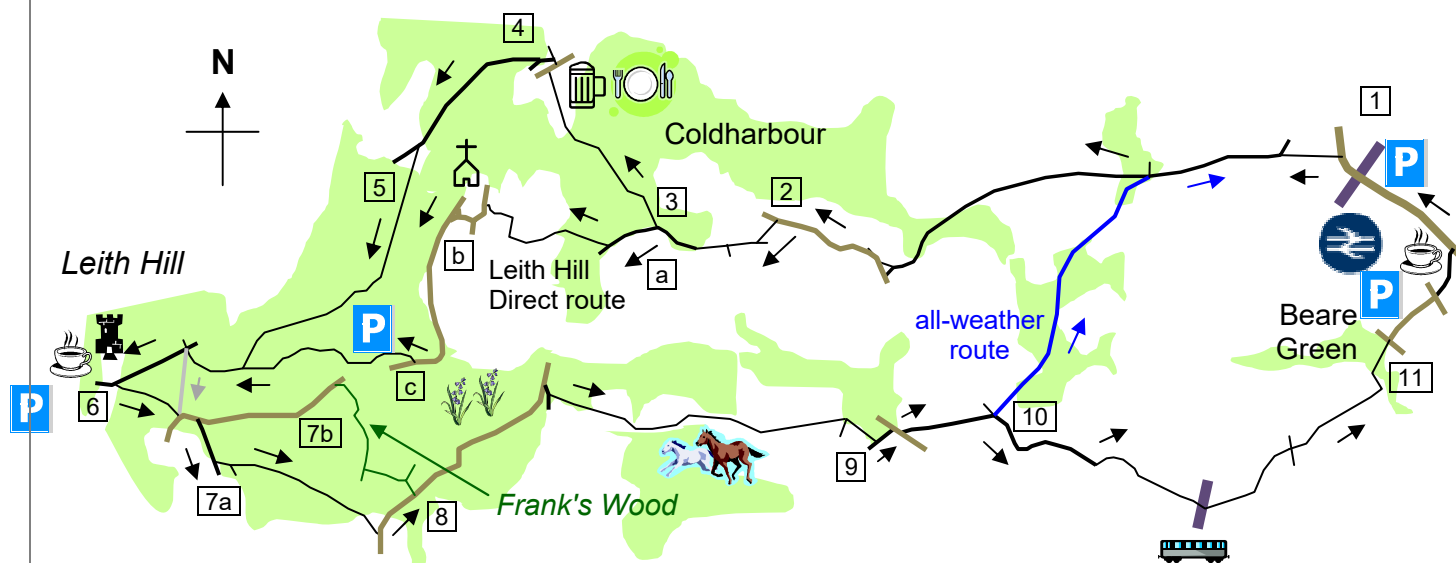 4
N
1
P
Coldharbour
5
2
3
b
a
Leith Hill
Leith Hill
Direct route
P
P
all-weather
route
Beare
Green
c
6
P
7b
10
11
9
7a
8
Frank's Wood